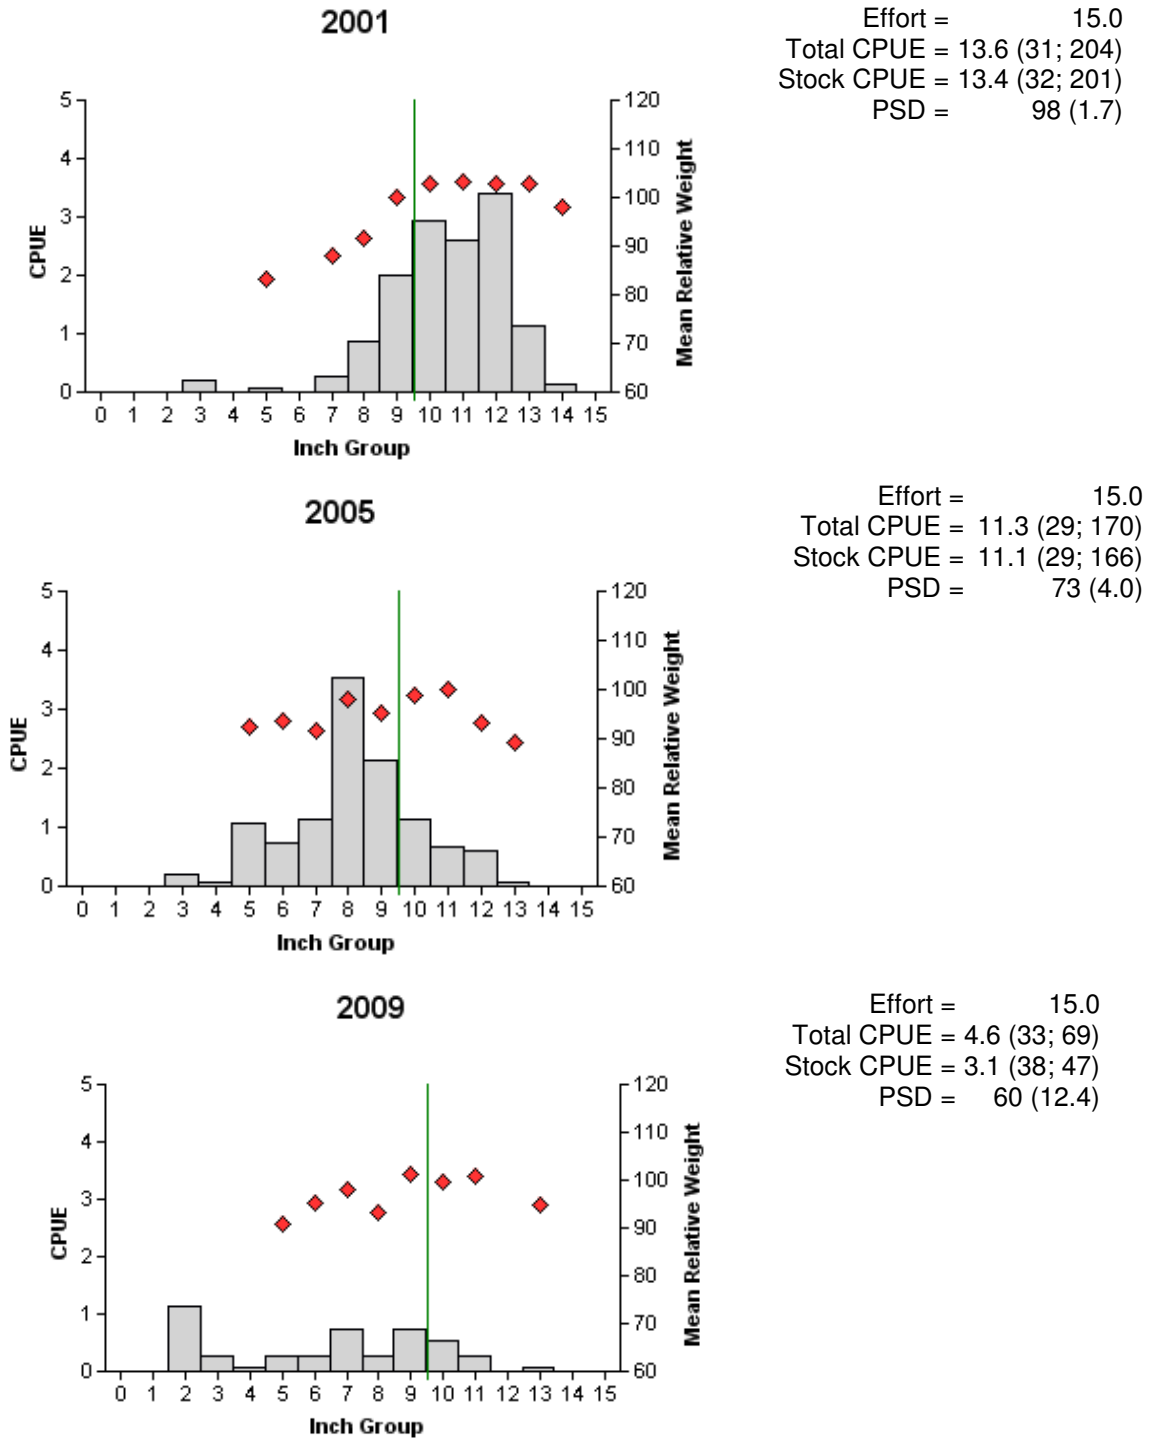 2001
Effort = 15.0
Total CPUE = 13.6 (31; 204)
Stock CPUE = 13.4 (32; 201)
PSD = 98 (1.7)
5
4
3
2
1
0
CPUE
120
110
100
90
80
70
60
Mean Relative Weight
0 1 2 3 4 5 6 7 8 9 10 11 12 13 14 15
Inch Group
2005
Effort = 15.0
Total CPUE = 11.3 (29; 170)
Stock CPUE = 11.1 (29; 166)
PSD = 73 (4.0)
5
4
3
2
1
0
CPUE
120
110
100
90
80
70
60
Mean Relative Weight
0 1 2 3 4 5 6 7 8 9 10 11 12 13 14 15
Inch Group
2009
Effort = 15.0
Total CPUE = 4.6 (33; 69)
Stock CPUE = 3.1 (38; 47)
PSD = 60 (12.4)
5
4
3
2
1
0
CPUE
120
110
100
90
80
70
60
Mean Relative Weight
0 1 2 3 4 5 6 7 8 9 10 11 12 13 14 15
Inch Group